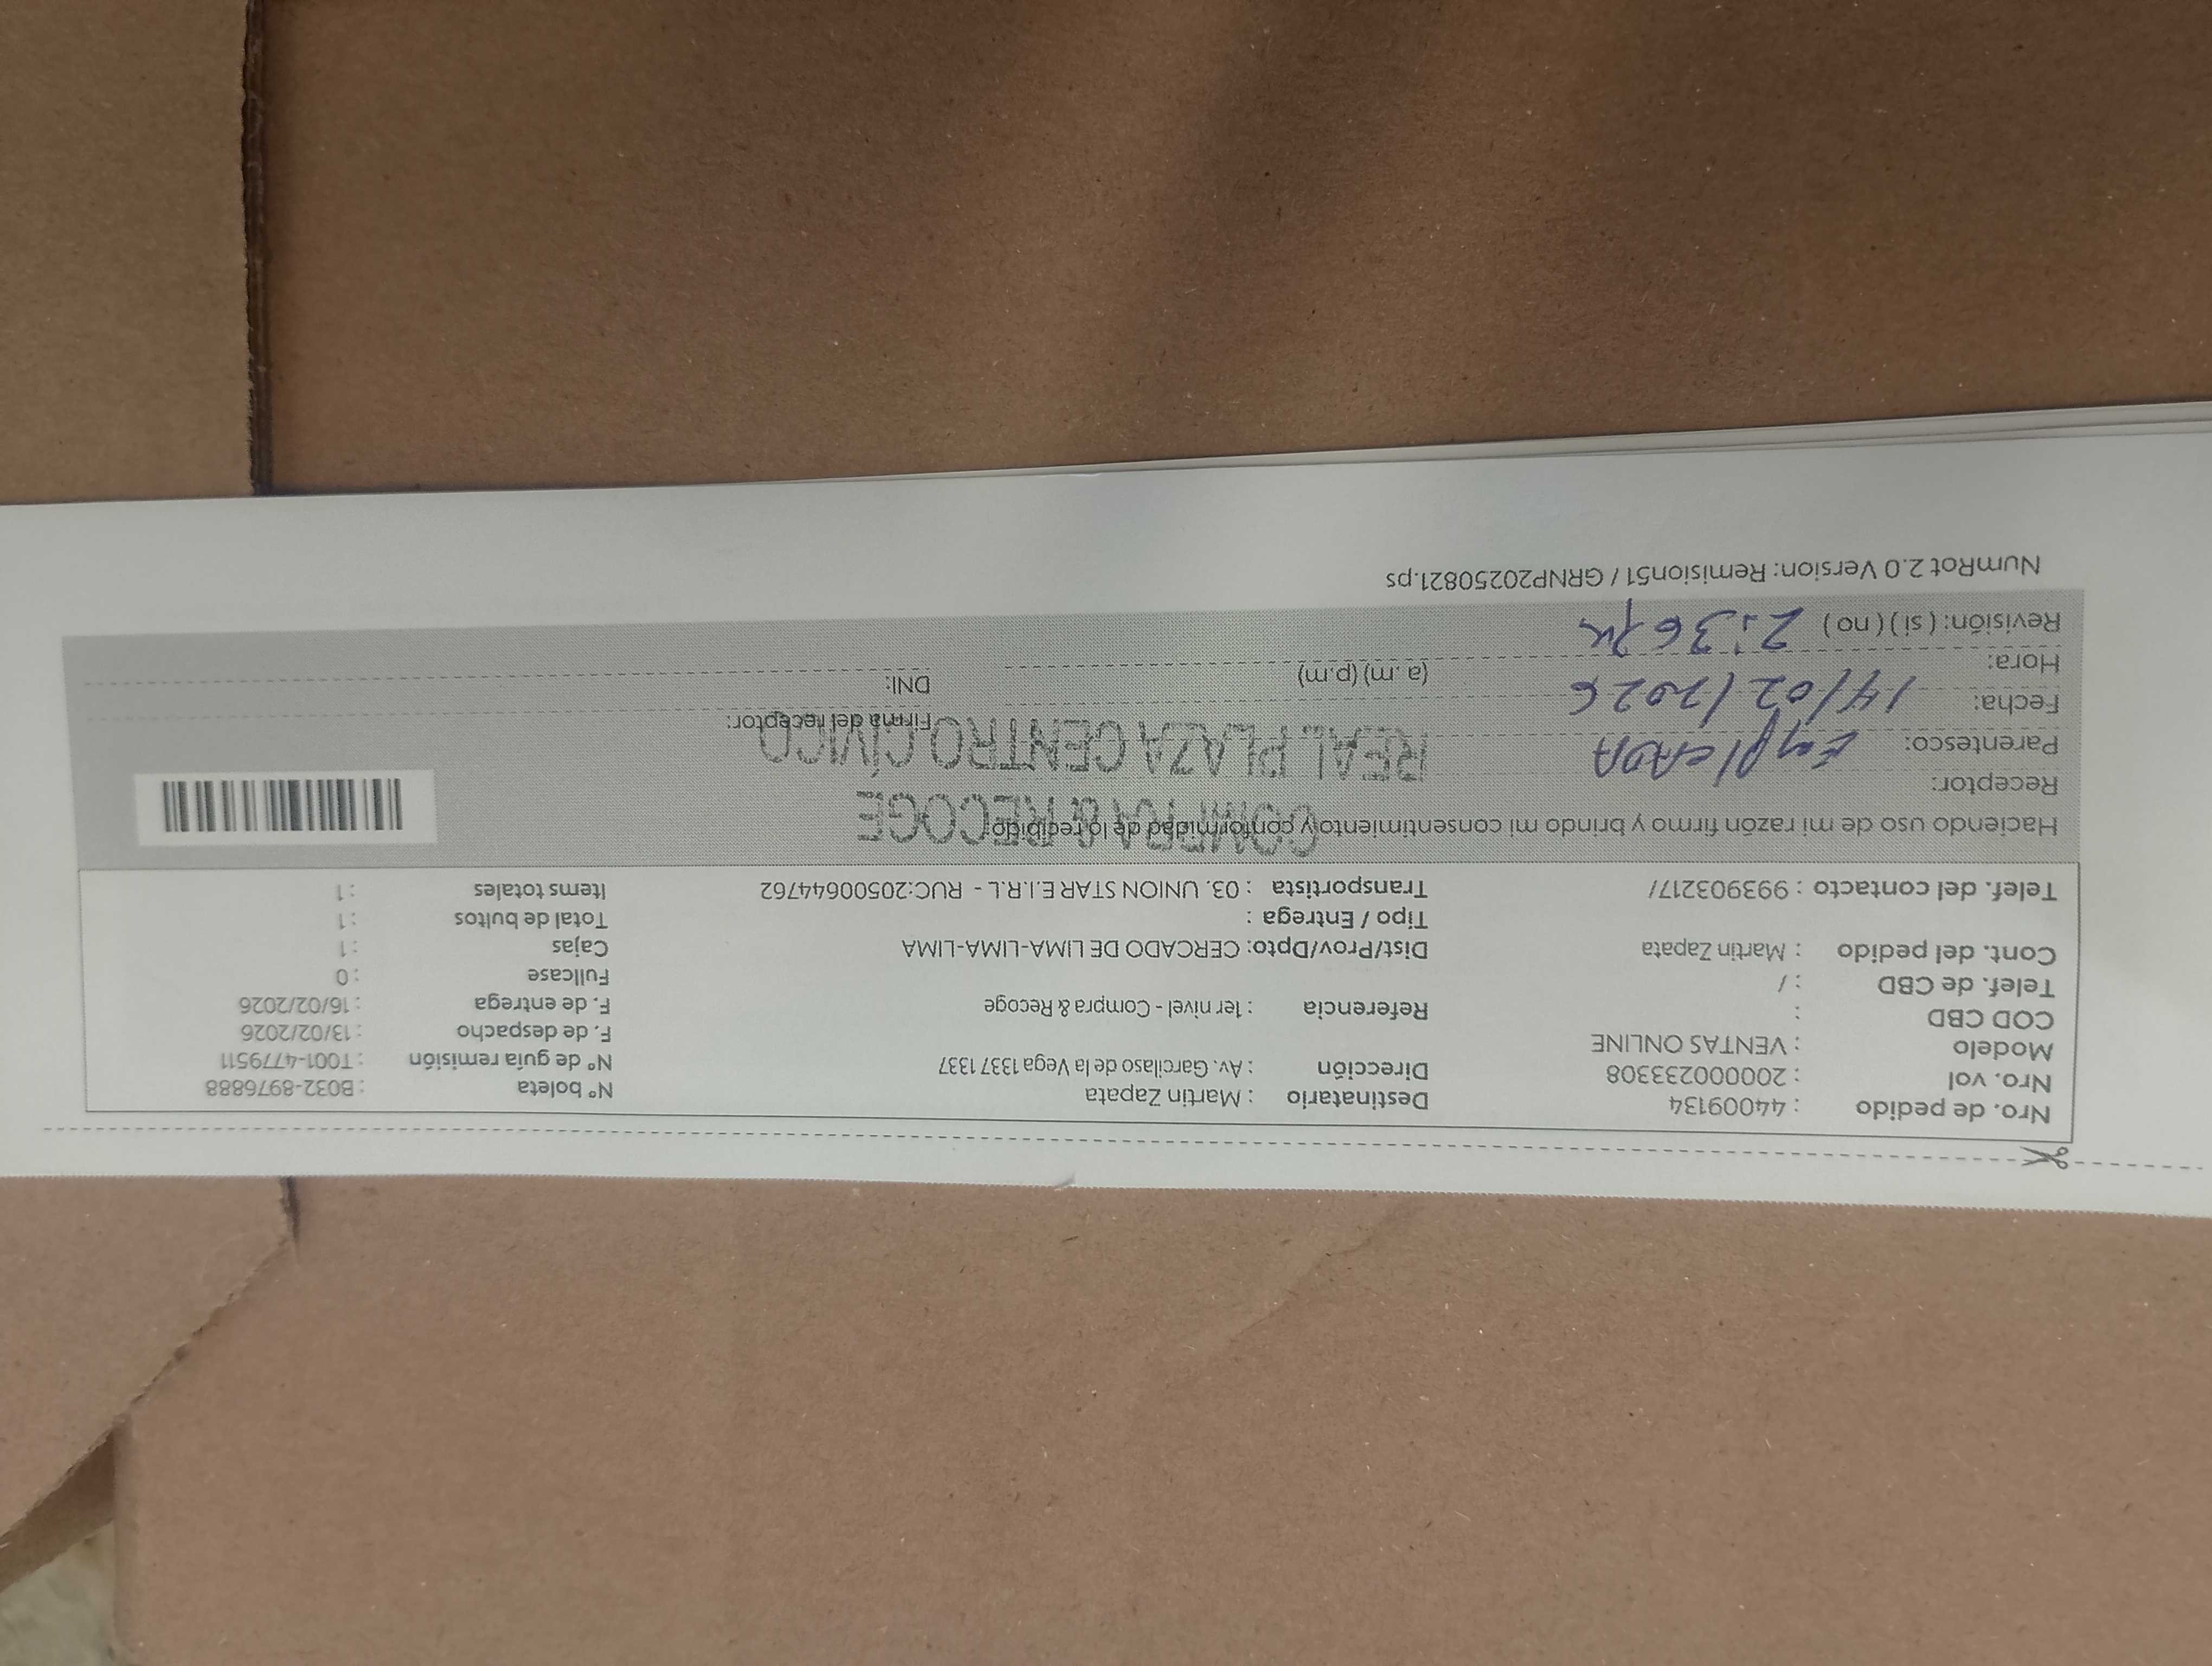 Nro. de pedido : 44009134 Destinatario : Martin Zapata N° boleta : B032-8976888
Nro. vol : 20000023​3308 Dirección : Av. Garcilaso de la Vega 1337 1337 N° de guía remisión : T001-4779511
Modelo : VENTAS ONLINE F. de despacho : 13/02/2026
COD CBD : Referencia : 1er nivel - Compra & Recoge F. de entrega : 16/02/2026
Telef. de CBD : / Fullcase : 0
Cont. del pedido : Martin Zapata Dist/Prov/Dpto: CERCADO DE LIMA-LIMA-LIMA Cajas : 1
Tipo / Entrega : Total de bultos : 1
Telef. del contacto : 993903217/ Transportista : 03. UNION STAR E.I.R.L - RUC:20500644762 Items totales : 1
Haciendo uso de mi razón firmo y brindo mi consentimiento y conformidad de lo recibido:
COMPRA & RECOGE
REAL PLAZA CENTRO CÍVICO
Receptor:
Parentesco: EmplEADA Firma del receptor:
Fecha: 14/02/2026
Hora: 2:36pm (a.m) (p.m) DNI:
Revisión: (si) (no)
NumRot 2.0 Version: Remision51 / GRNP20250821.ps